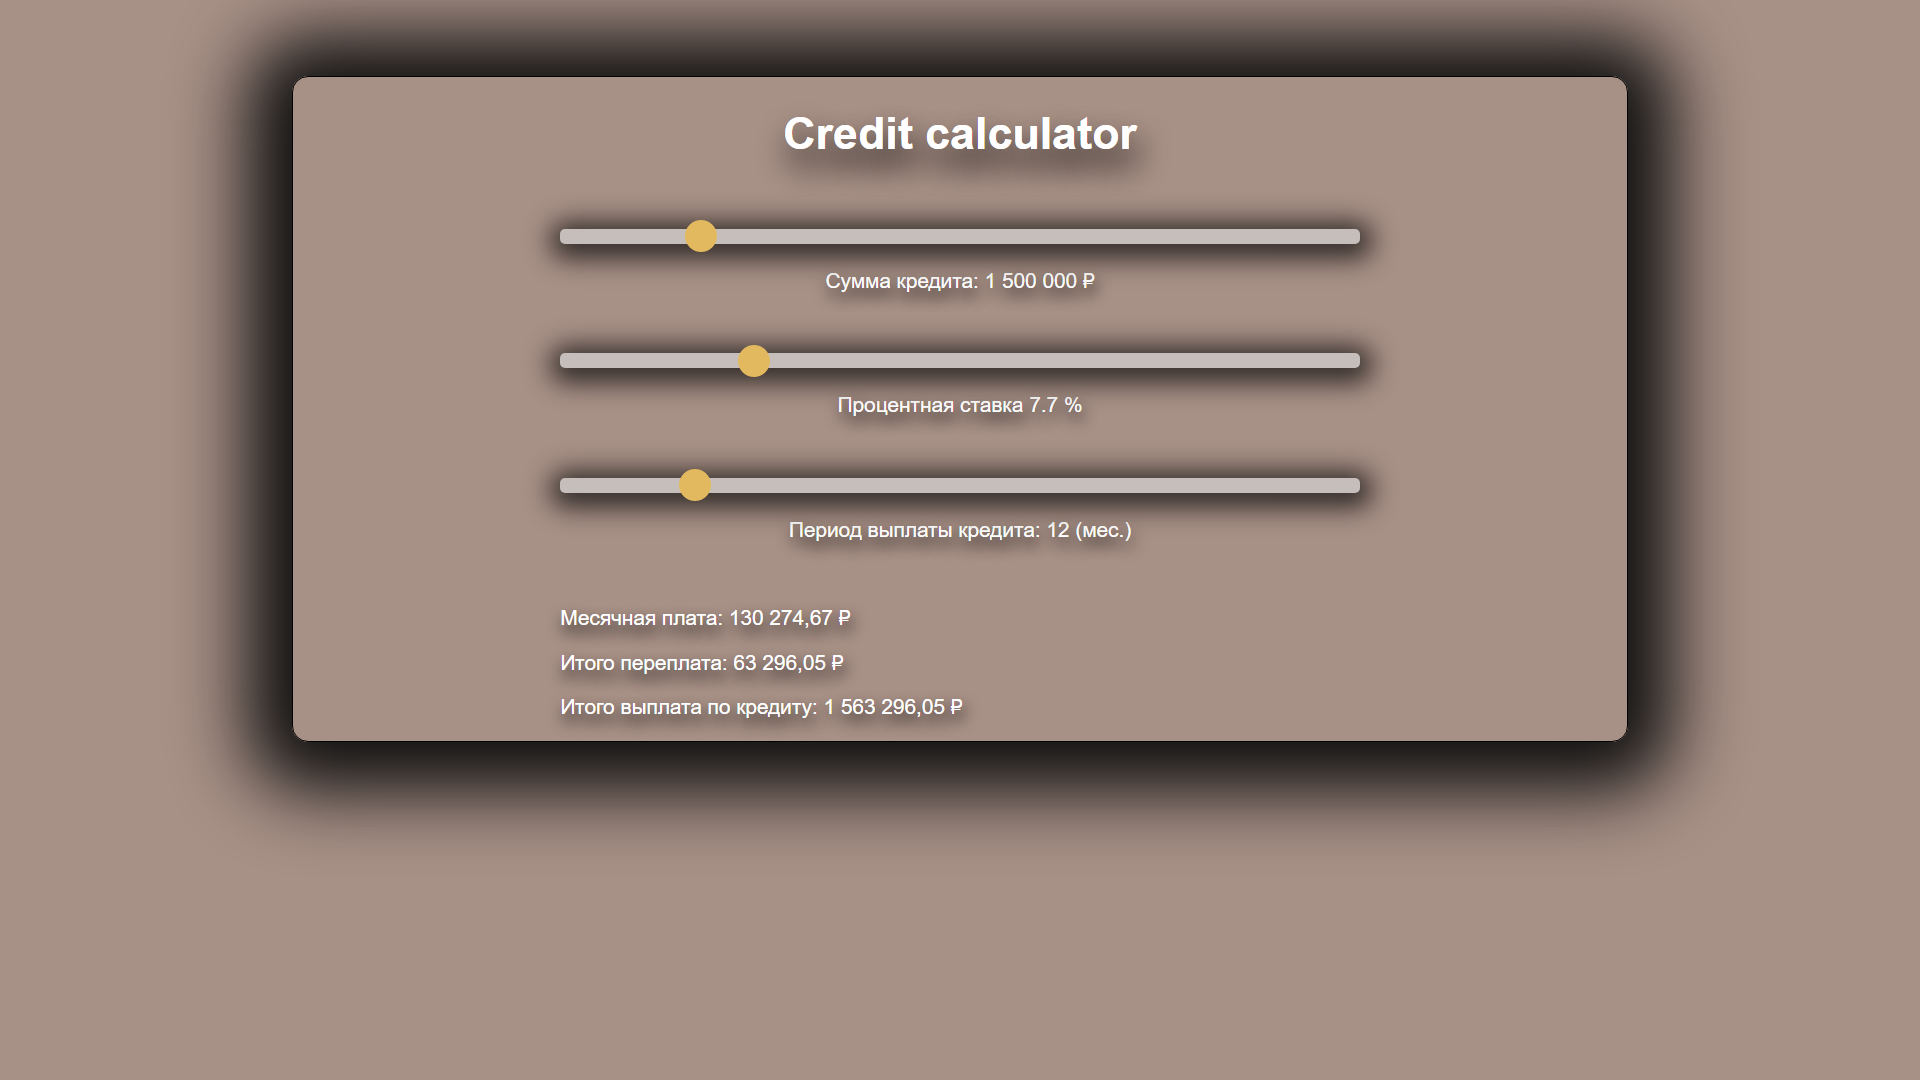 Credit calculator
Сумма кредита: 1 500 000 ₽
Процентная ставка 7.7 %
Период выплаты кредита: 12 (мес.)
Месячная плата: 130 274,67 ₽
Итого переплата: 63 296,05 ₽
Итого выплата по кредиту: 1 563 296,05 ₽